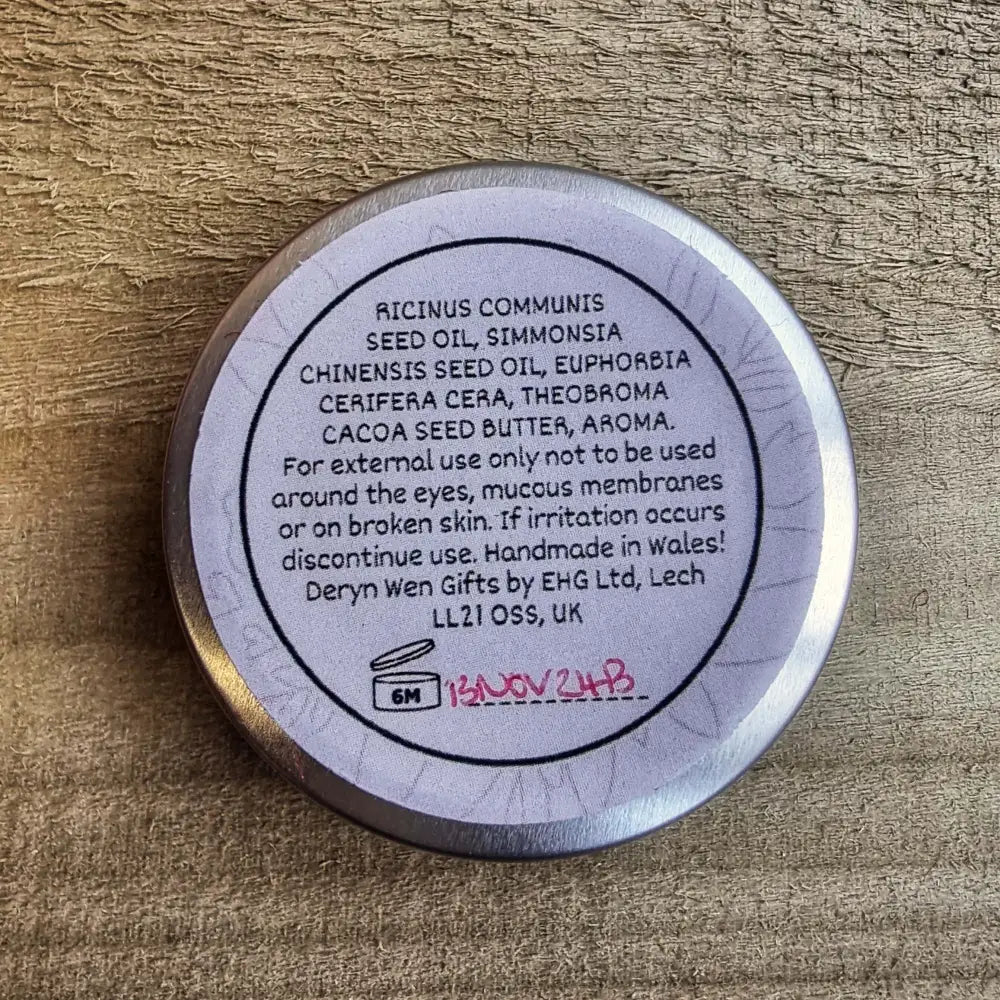 RICINUS COMMUNIS
SEED OIL, SIMMONSIA
CHINENSIS SEED OIL, EUPHORBIA
CERIFERA CERA, THEOBROMA
CACOA SEED BUTTER, AROMA.
For external use only not to be used
around the eyes, mucous membranes
or on broken skin. If irritation occurs
discontinue use. Handmade in Wales!
Deryn Wen Gifts by EHG Ltd, Lech
LL21 0SS, UK
6M 13NOV24B